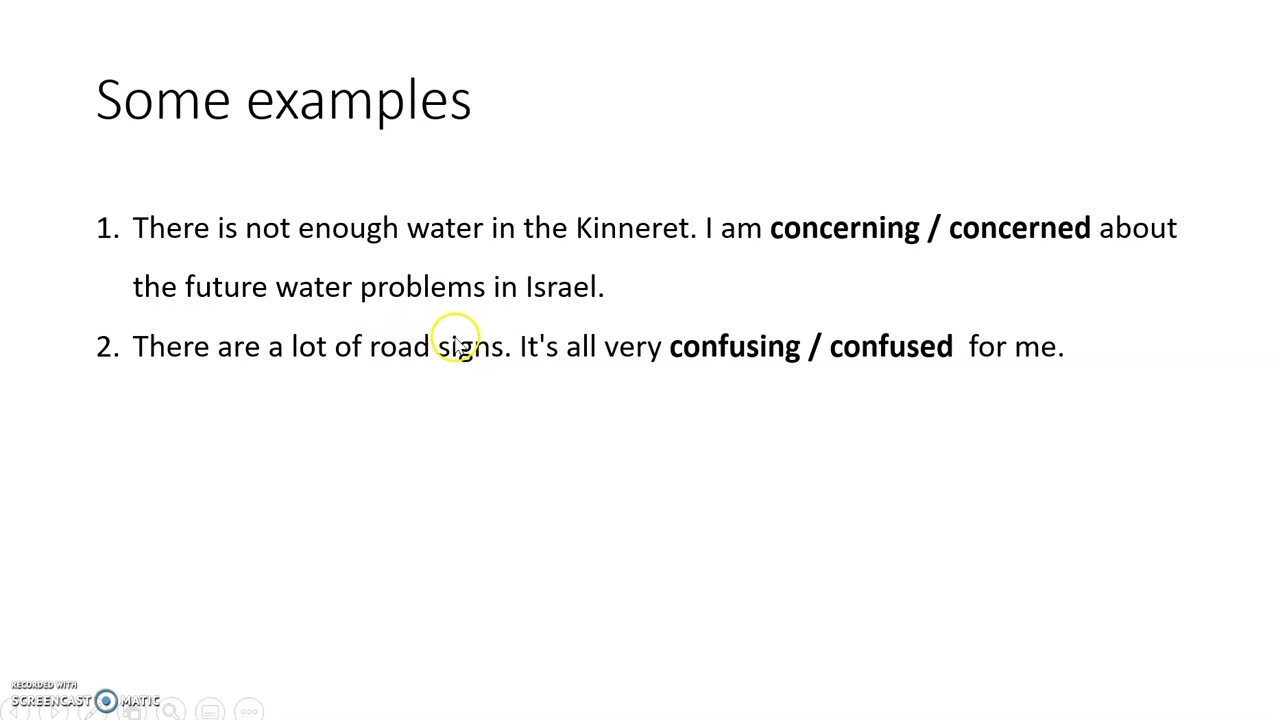 Some examples
1. There is not enough water in the Kinneret. I am concerning / concerned about
the future water problems in Israel.
2. There are a lot of road signs. It's all very confusing / confused for me.
RECORDED WITH
SCREENCAST MATIC